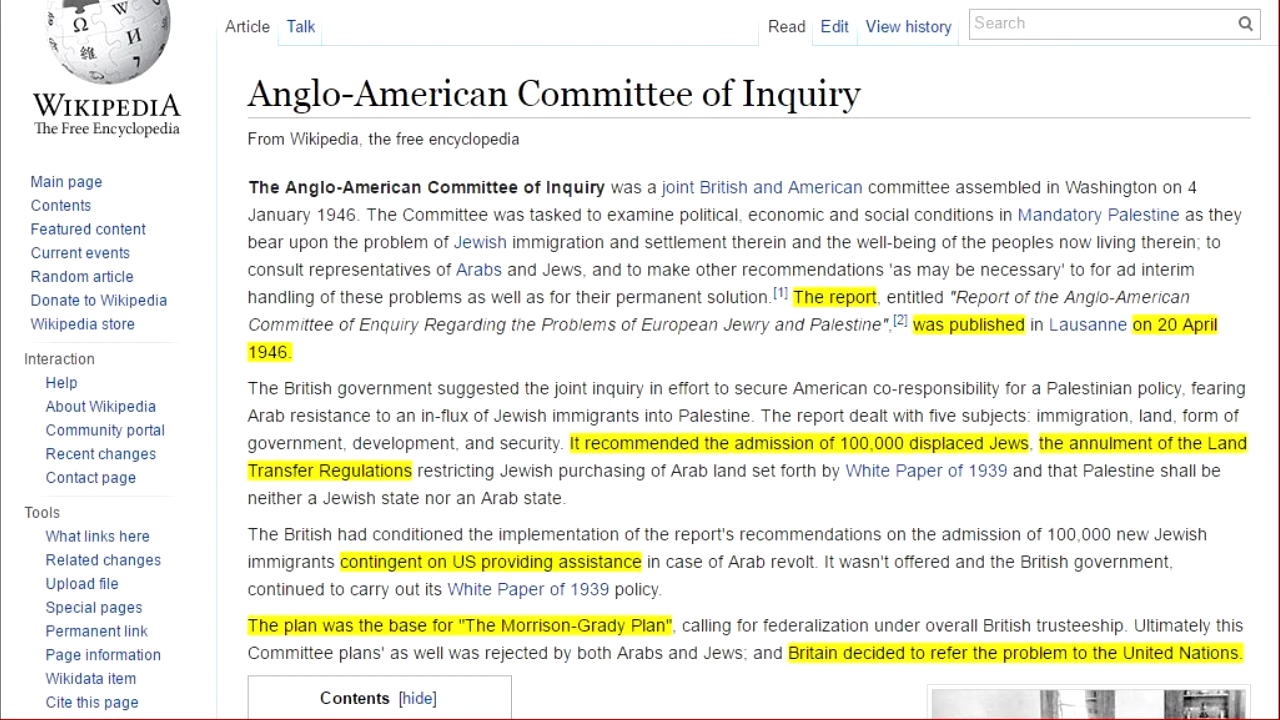 Article Talk Read Edit View history Search
WIKIPEDIA
The Free Encyclopedia
Main page
Contents
Featured content
Current events
Random article
Donate to Wikipedia
Wikipedia store
Interaction
Help
About Wikipedia
Community portal
Recent changes
Contact page
Tools
What links here
Related changes
Upload file
Special pages
Permanent link
Page information
Wikidata item
Cite this page
Anglo-American Committee of Inquiry
From Wikipedia, the free encyclopedia
The Anglo-American Committee of Inquiry was a joint British and American committee assembled in Washington on 4
January 1946. The Committee was tasked to examine political, economic and social conditions in Mandatory Palestine as they
bear upon the problem of Jewish immigration and settlement therein and the well-being of the peoples now living therein; to
consult representatives of Arabs and Jews, and to make other recommendations 'as may be necessary' to for ad interim
handling of these problems as well as for their permanent solution.[1] The report, entitled "Report of the Anglo-American
Committee of Enquiry Regarding the Problems of European Jewry and Palestine",[2] was published in Lausanne on 20 April
1946.
The British government suggested the joint inquiry in effort to secure American co-responsibility for a Palestinian policy, fearing
Arab resistance to an in-flux of Jewish immigrants into Palestine. The report dealt with five subjects: immigration, land, form of
government, development, and security. It recommended the admission of 100,000 displaced Jews, the annulment of the Land
Transfer Regulations restricting Jewish purchasing of Arab land set forth by White Paper of 1939 and that Palestine shall be
neither a Jewish state nor an Arab state.
The British had conditioned the implementation of the report's recommendations on the admission of 100,000 new Jewish
immigrants contingent on US providing assistance in case of Arab revolt. It wasn't offered and the British government,
continued to carry out its White Paper of 1939 policy.
The plan was the base for "The Morrison-Grady Plan", calling for federalization under overall British trusteeship. Ultimately this
Committee plans' as well was rejected by both Arabs and Jews; and Britain decided to refer the problem to the United Nations.
Contents [hide]